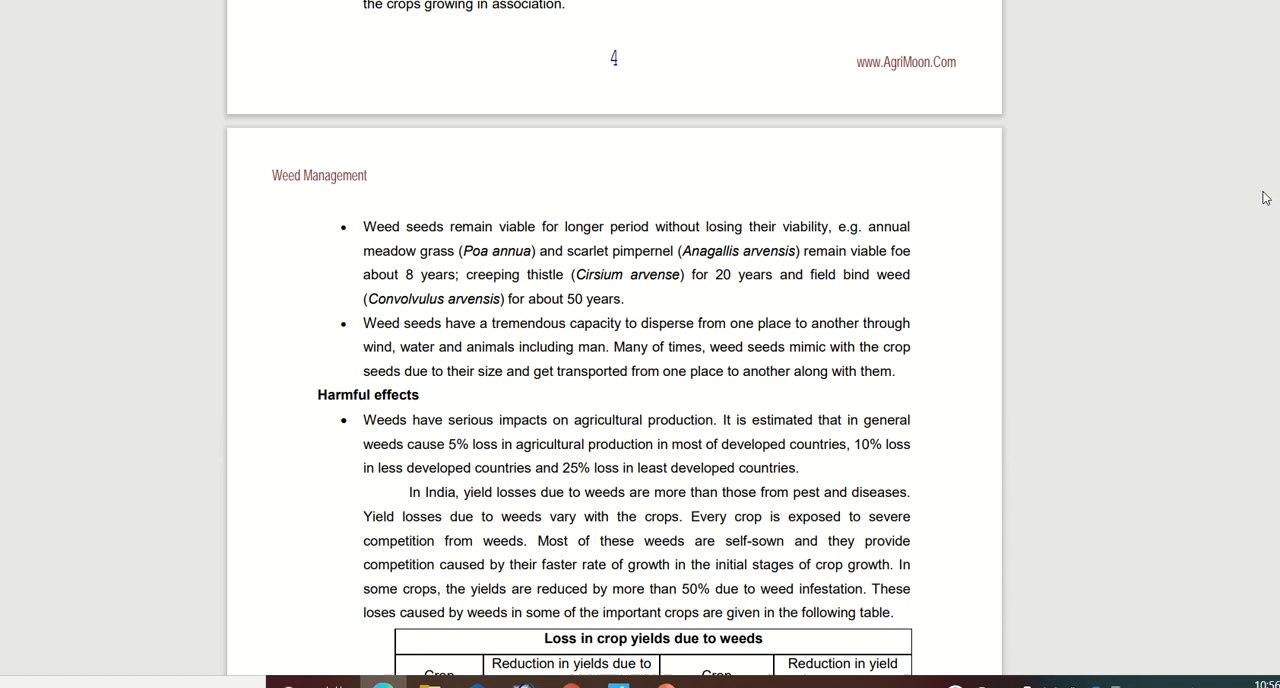 the crops growing in association.
4
www.AgriMoon.Com
Weed Management
• Weed seeds remain viable for longer period without losing their viability, e.g. annual
meadow grass (Poa annua) and scarlet pimpernel (Anagallis arvensis) remain viable foe
about 8 years; creeping thistle (Cirsium arvense) for 20 years and field bind weed
(Convolvulus arvensis) for about 50 years.
• Weed seeds have a tremendous capacity to disperse from one place to another through
wind, water and animals including man. Many of times, weed seeds mimic with the crop
seeds due to their size and get transported from one place to another along with them.
Harmful effects
• Weeds have serious impacts on agricultural production. It is estimated that in general
weeds cause 5% loss in agricultural production in most of developed countries, 10% loss
in less developed countries and 25% loss in least developed countries.
In India, yield losses due to weeds are more than those from pest and diseases.
Yield losses due to weeds vary with the crops. Every crop is exposed to severe
competition from weeds. Most of these weeds are self-sown and they provide
competition caused by their faster rate of growth in the initial stages of crop growth. In
some crops, the yields are reduced by more than 50% due to weed infestation. These
loses caused by weeds in some of the important crops are given in the following table.
Loss in crop yields due to weeds
Crop Reduction in yields due to Crop Reduction in yield
10:56